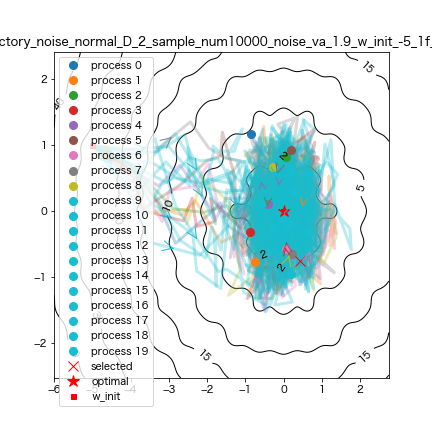 ctory_noise_normal_D_2_sample_num10000_noise_va_1.9_w_init_-5_1f_
process 0
process 1
process 2
process 3
process 4
process 5
process 6
process 7
process 8
process 9
process 10
process 11
process 12
process 13
process 14
process 15
process 16
process 17
process 18
process 19
selected
optimal
w_init
2
1
0
−1
−2
−6
−3
−2
−1
0
1
2
15
5
10
2
2
2
15
15